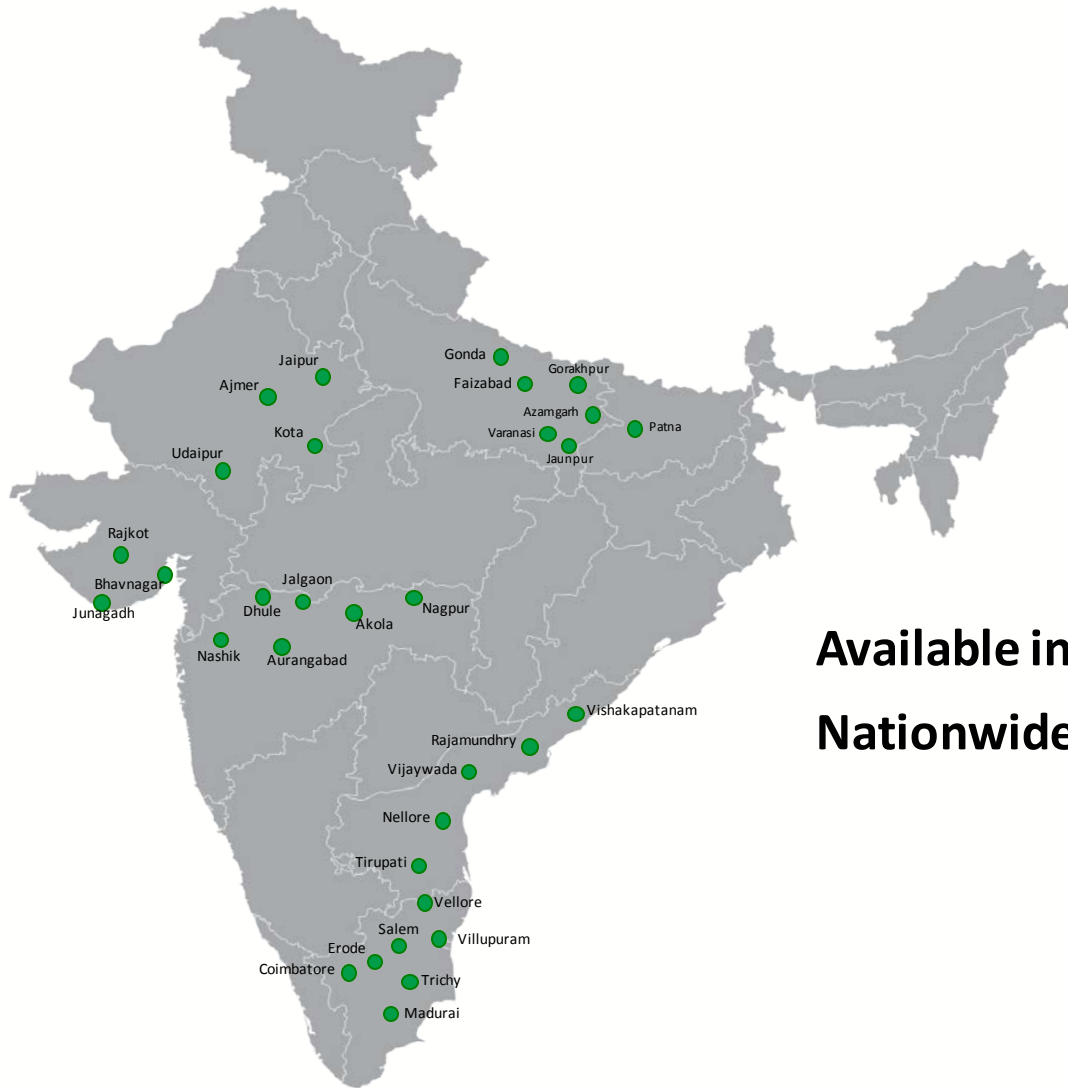 Gonda
Jaipur
Gorakhpur
Faizabad
Ajmer
Azamgarh
Patna
Kota
Varanasi
Udaipur
Jaunpur
Rajkot
Jalgaon
Bhavnagar
Dhule
Nagpur
Junagadh
Akola
Nashik
Aurangabad
Available in
Nationwide
Vishakapatanam
Rajamundhry
Vijaywada
Nellore
Tirupati
Vellore
Salem
Villupuram
Erode
Coimbatore
Trichy
Madurai